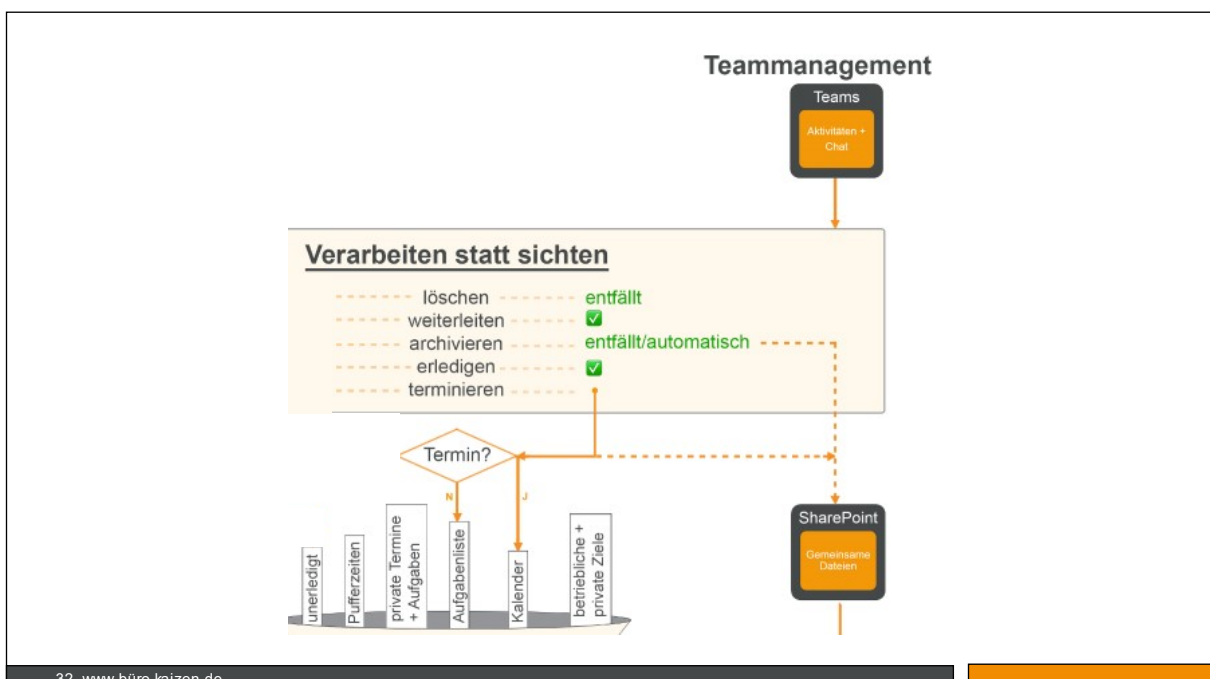 Teammanagement
Teams
Aktivitäten +
Chat
Verarbeiten statt sichten
löschen entfällt
weiterleiten ✅
archivieren entfällt/automatisch
erledigen ✅
terminieren
Termin?
N J
unerledigt
Pufferzeiten
private Termine
+ Aufgaben
Aufgabenliste
Kalender
betriebliche +
private Ziele
SharePoint
Gemeinsame
Dateien
32 www.büro-kaizen.de